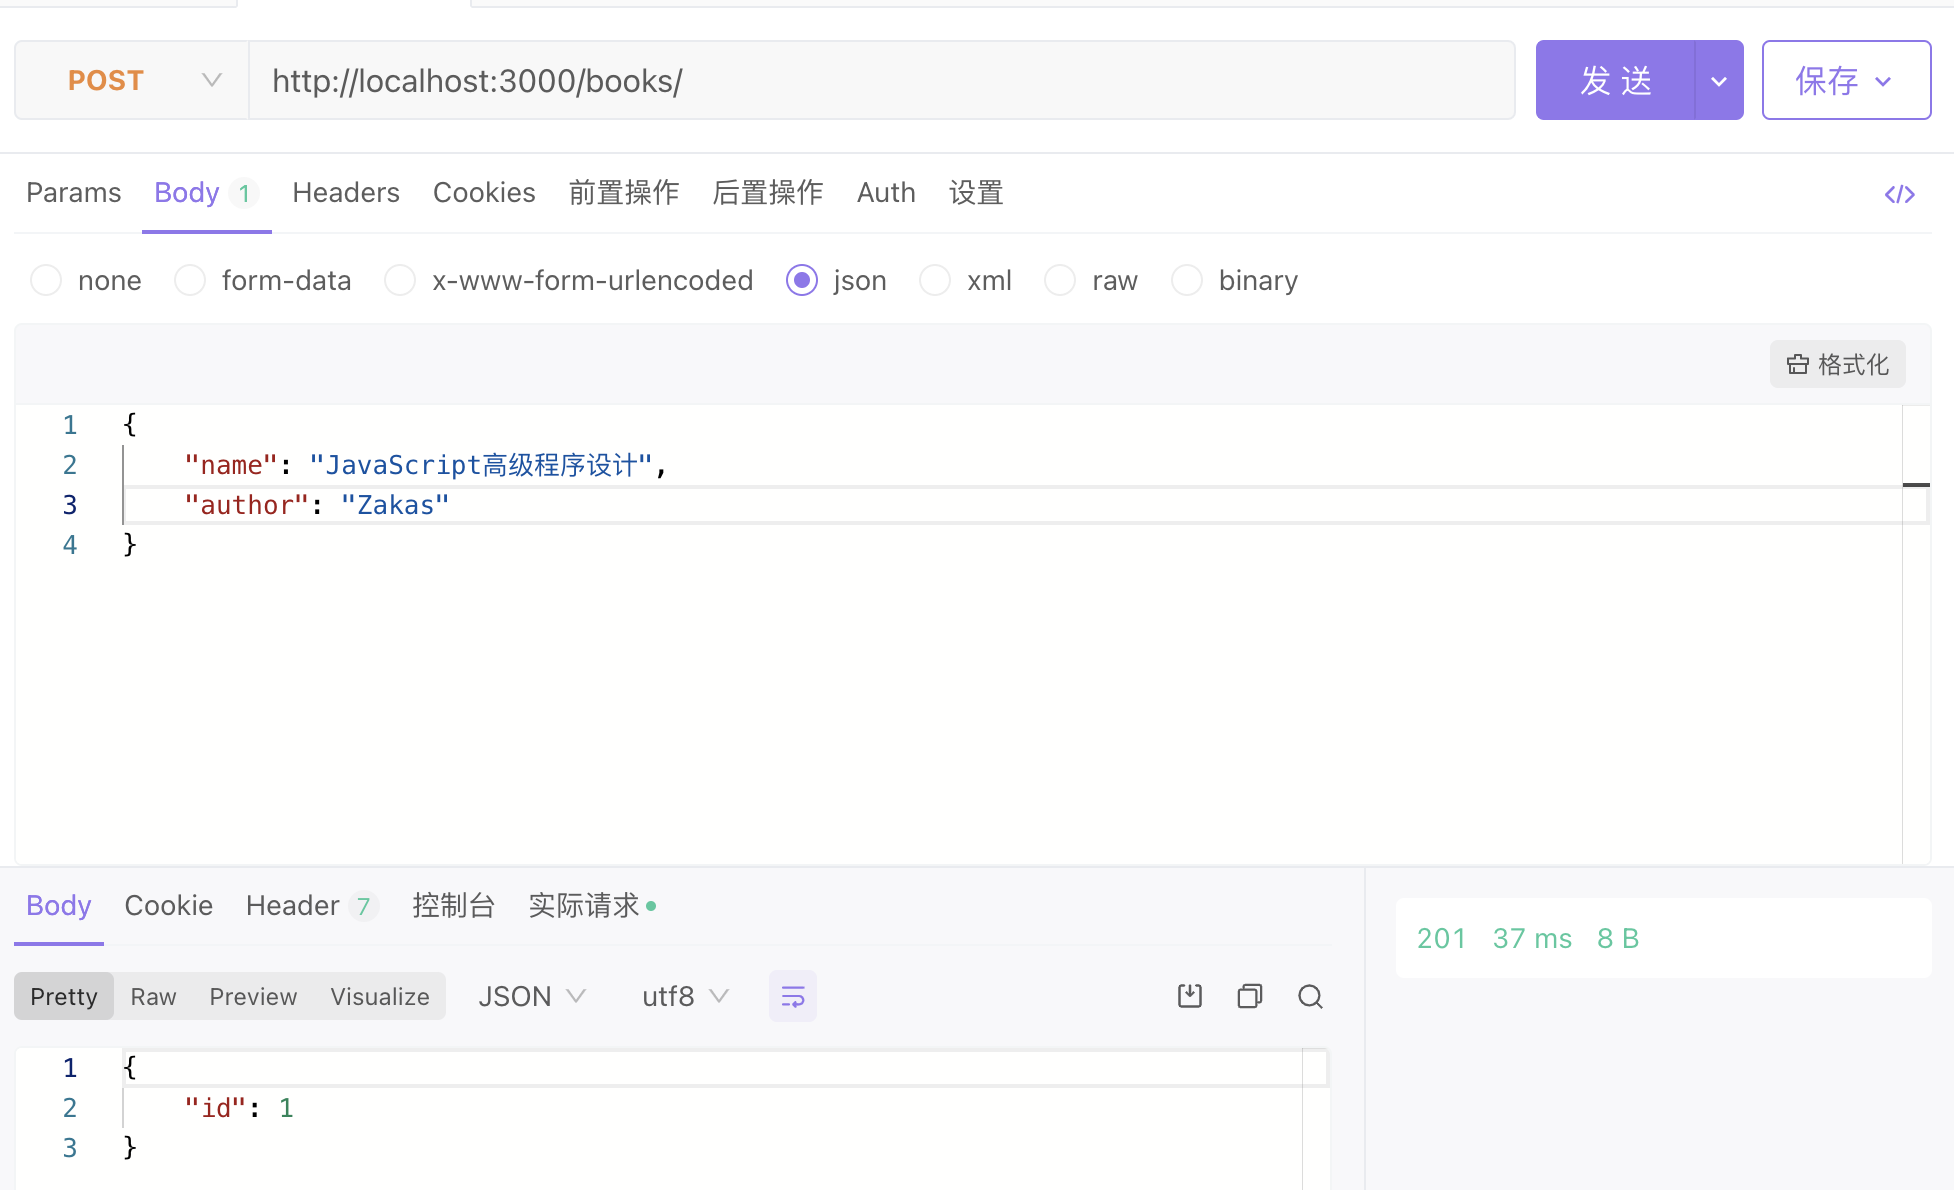 POST http://localhost:3000/books/ 发 送 保存
Params Body 1 Headers Cookies 前置操作 后置操作 Auth 设置 </>
none form-data x-www-form-urlencoded json xml raw binary
格式化
1 {
2 "name": "JavaScript高级程序设计",
3 "author": "Zakas"
4 }
Body Cookie Header 7 控制台 实际请求
201 37 ms 8 B
Pretty Raw Preview Visualize JSON utf8
1 {
2 "id": 1
3 }